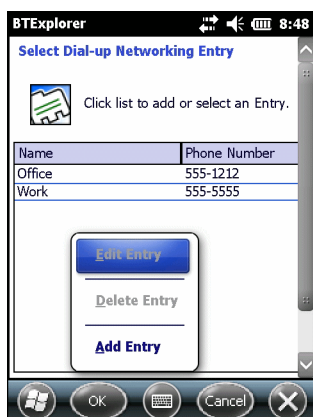 BTExplorer 8:48
Select Dial-up Networking Entry
Click list to add or select an Entry.
Name Phone Number
Office 555-1212
Work 555-5555
Edit Entry
Delete Entry
Add Entry
OK Cancel